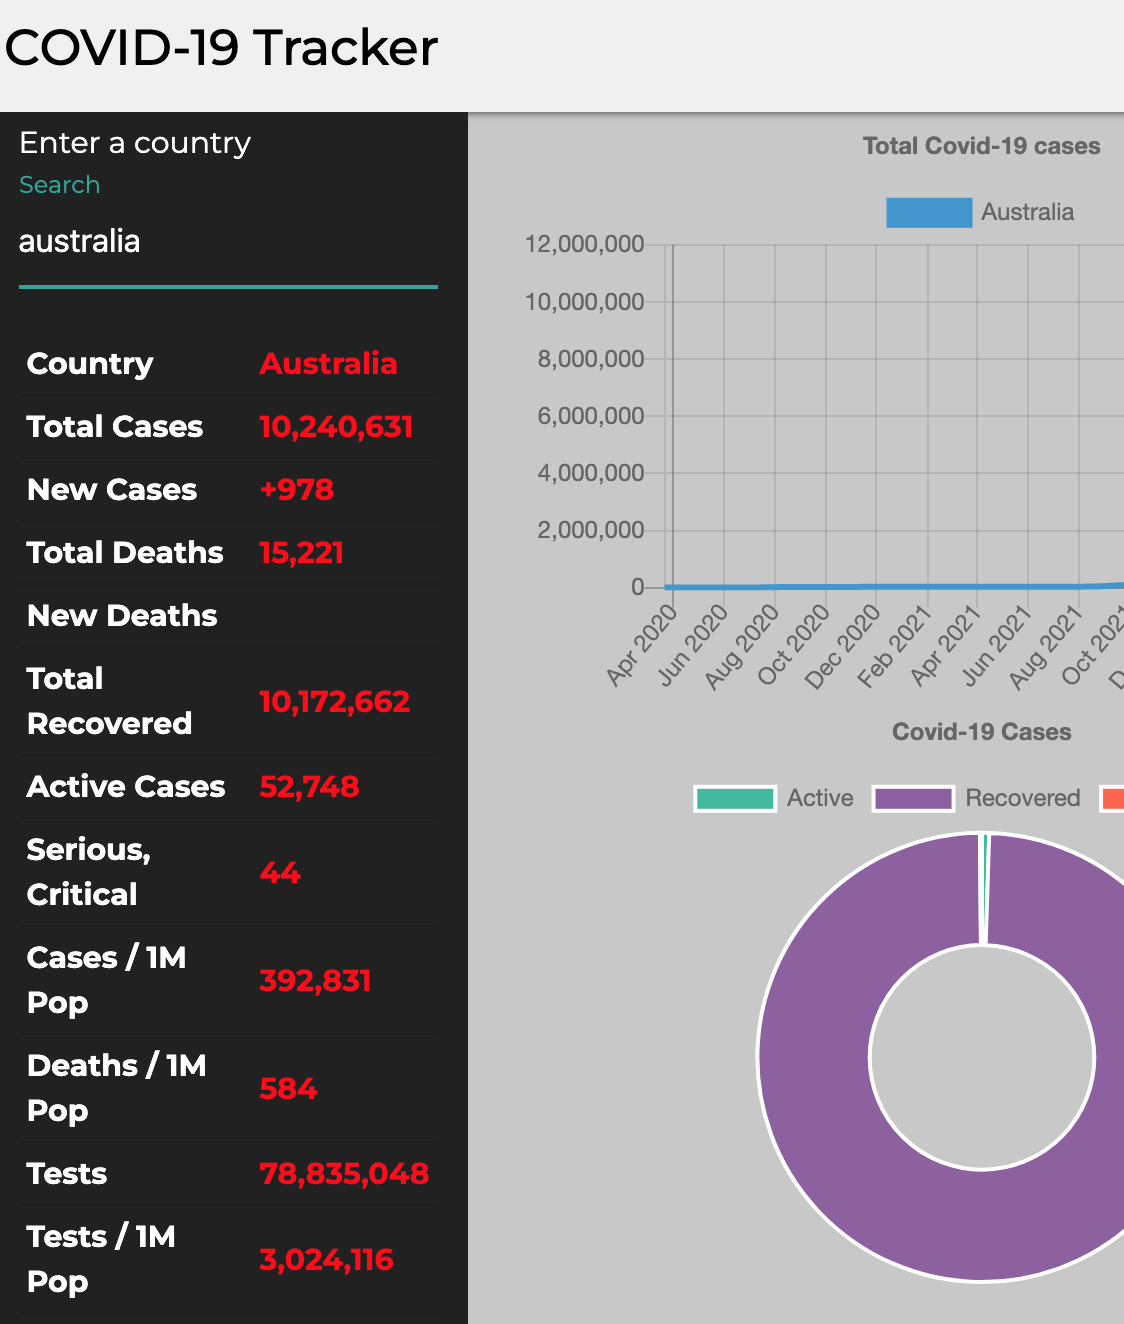 COVID-19 Tracker
Enter a country
Search
australia
Country Australia
Total Cases 10,240,631
New Cases +978
Total Deaths 15,221
New Deaths
Total
Recovered
10,172,662
Active Cases 52,748
Serious,
Critical
44
Cases / 1M
Pop
392,831
Deaths / 1M
Pop
584
Tests 78,835,048
Tests / 1M
Pop
3,024,116
Total Covid-19 cases
Australia
12,000,000
10,000,000
8,000,000
6,000,000
4,000,000
2,000,000
0
Apr 2020
Jun 2020
Aug 2020
Oct 2020
Dec 2020
Feb 2021
Apr 2021
Jun 2021
Aug 2021
Oct 2021
D
Covid-19 Cases
Active
Recovered